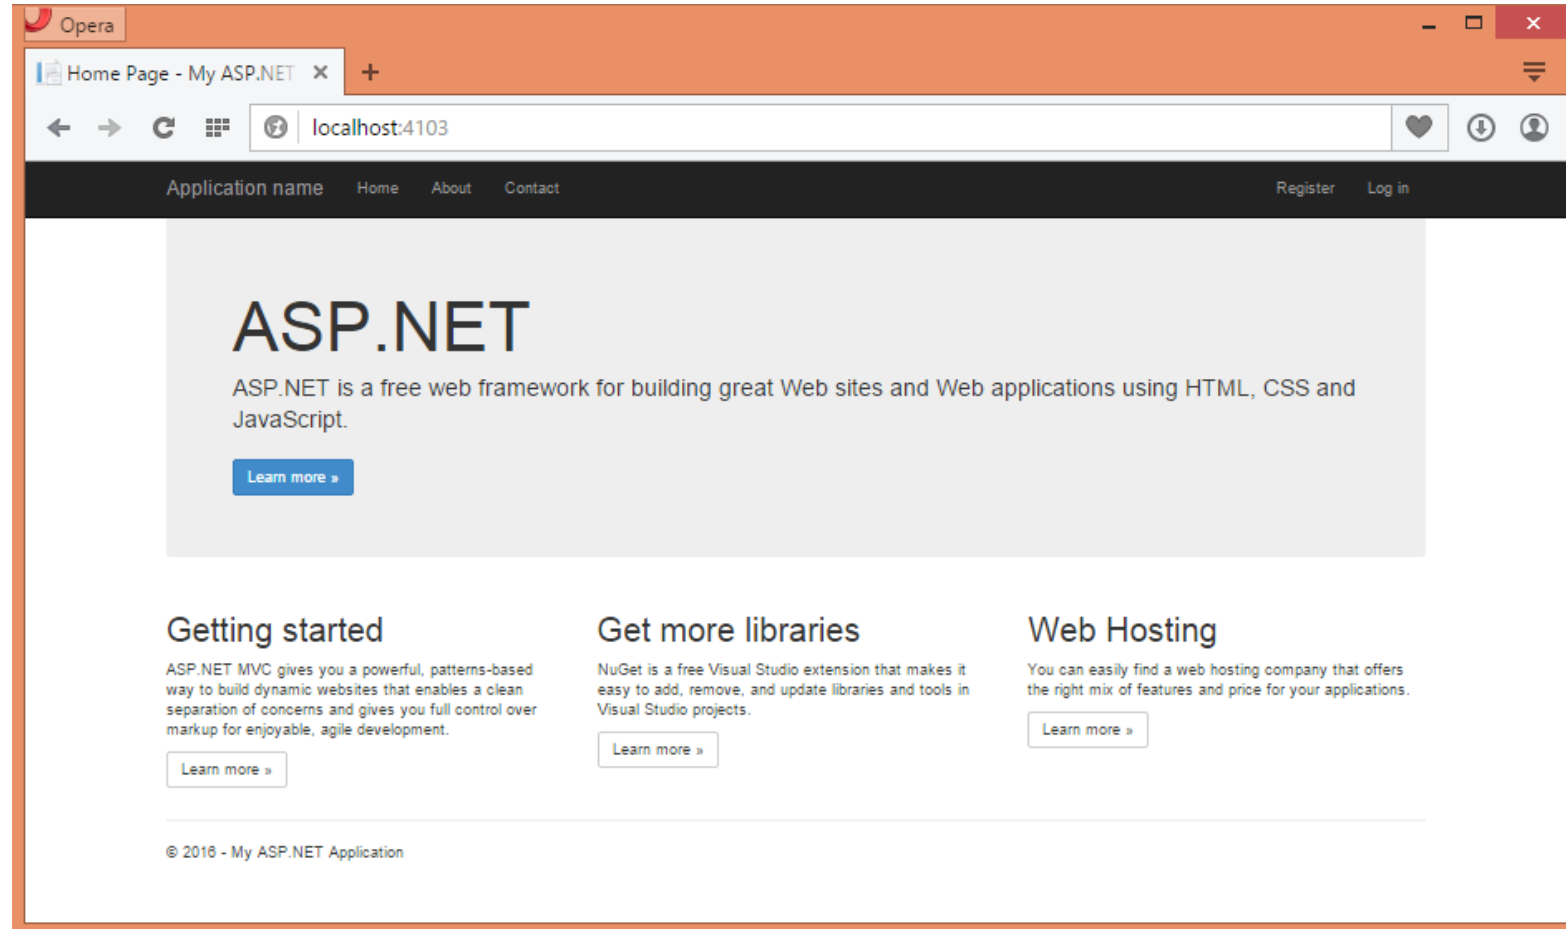 Opera
Home Page - My ASP.NET
localhost:4103
Application name Home About Contact Register Log in
ASP.NET
ASP.NET is a free web framework for building great Web sites and Web applications using HTML, CSS and
JavaScript.
Learn more »
Getting started
ASP.NET MVC gives you a powerful, patterns-based
way to build dynamic websites that enables a clean
separation of concerns and gives you full control over
markup for enjoyable, agile development.
Learn more »
Get more libraries
NuGet is a free Visual Studio extension that makes it
easy to add, remove, and update libraries and tools in
Visual Studio projects.
Learn more »
Web Hosting
You can easily find a web hosting company that offers
the right mix of features and price for your applications.
Learn more »
© 2016 - My ASP.NET Application